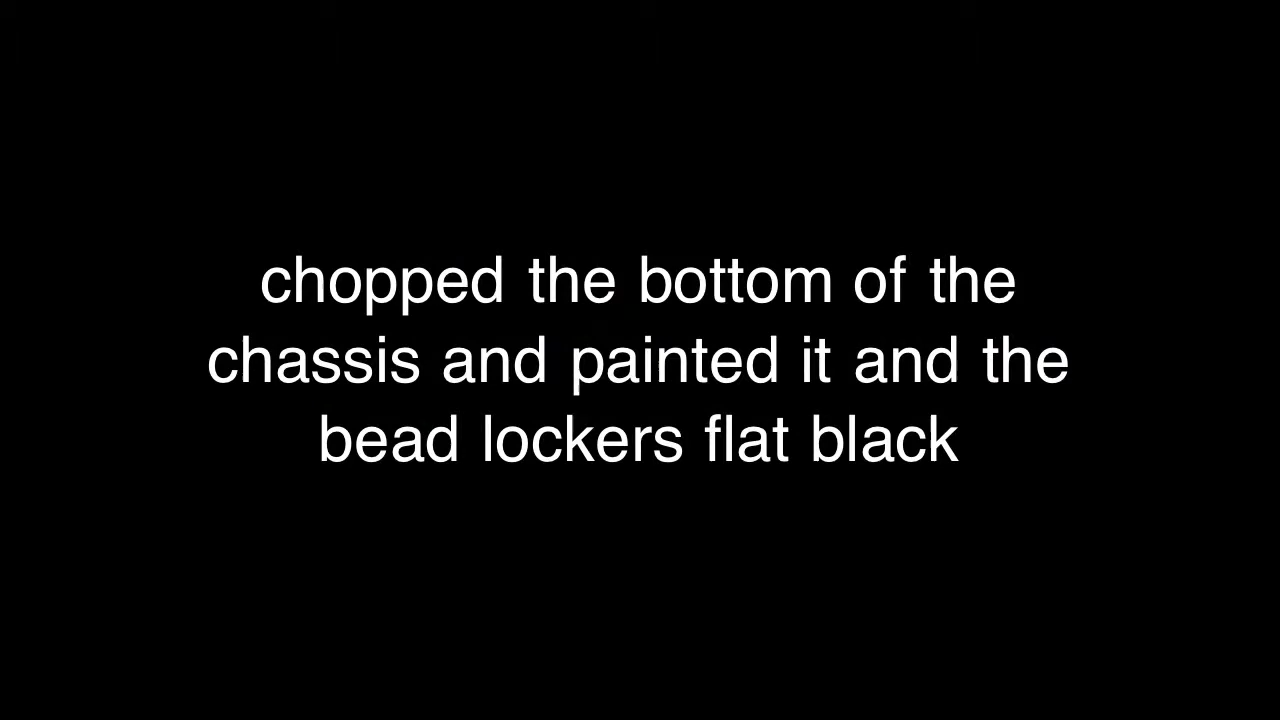 chopped the bottom of the
chassis and painted it and the
bead lockers flat black